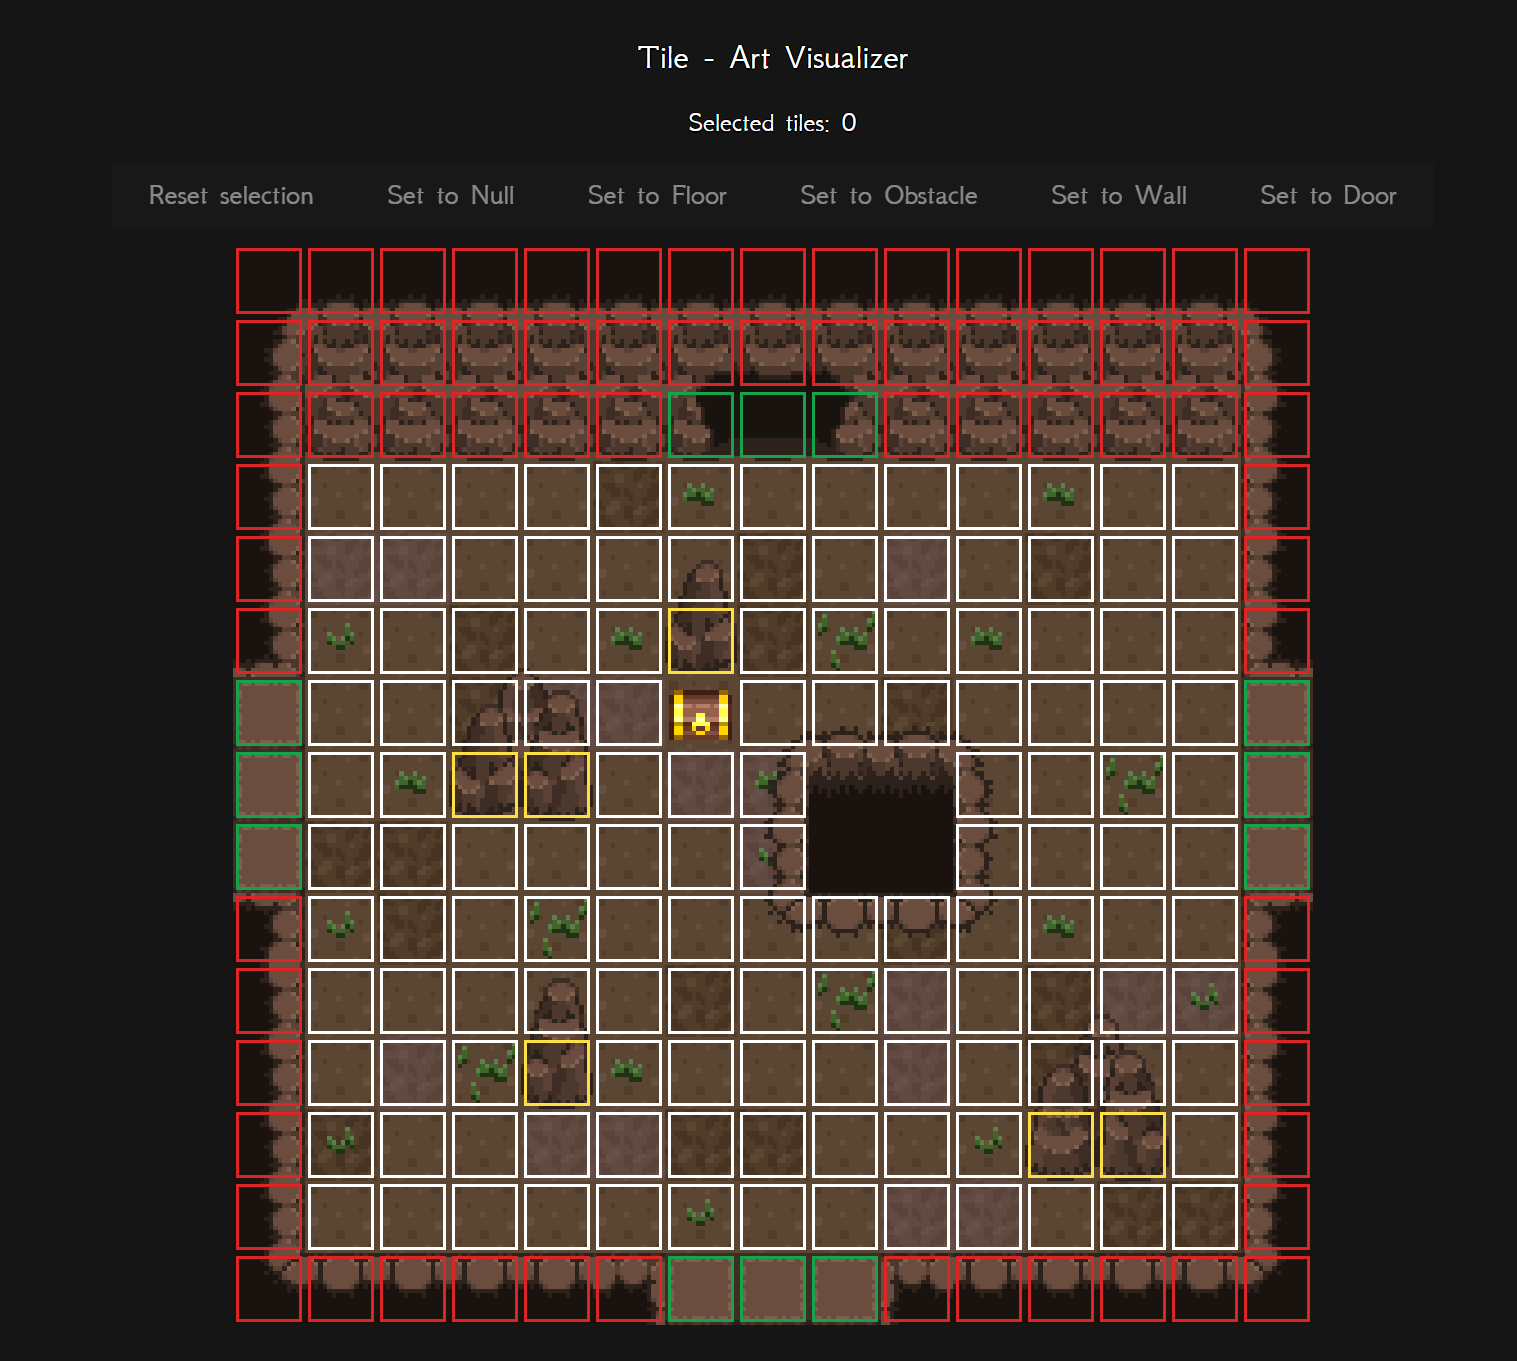 Tile - Art Visualizer
Selected tiles: 0
Reset selection Set to Null Set to Floor Set to Obstacle Set to Wall Set to Door